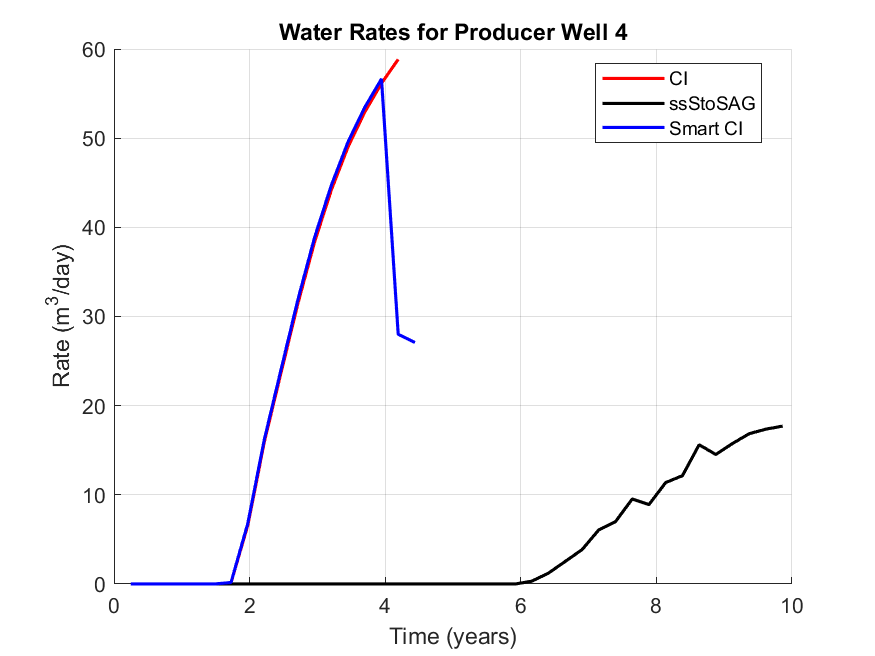 Water Rates for Producer Well 4
60
50
40
30
20
10
0
Rate (m³/day)
CI
ssStoSAG
Smart CI
0 2 4 6 8 10
Time (years)